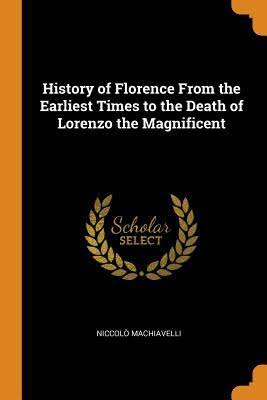 History of Florence From the
Earliest Times to the Death of
Lorenzo the Magnificent
Scholar
SELECT
NICCOLÒ MACHIAVELLI